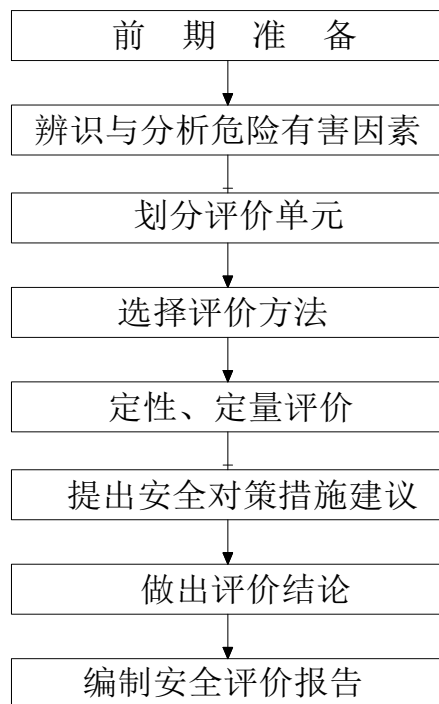 前 期 准 备
辨识与分析危险有害因素
划分评价单元
选择评价方法
定性、定量评价
提出安全对策措施建议
做出评价结论
编制安全评价报告